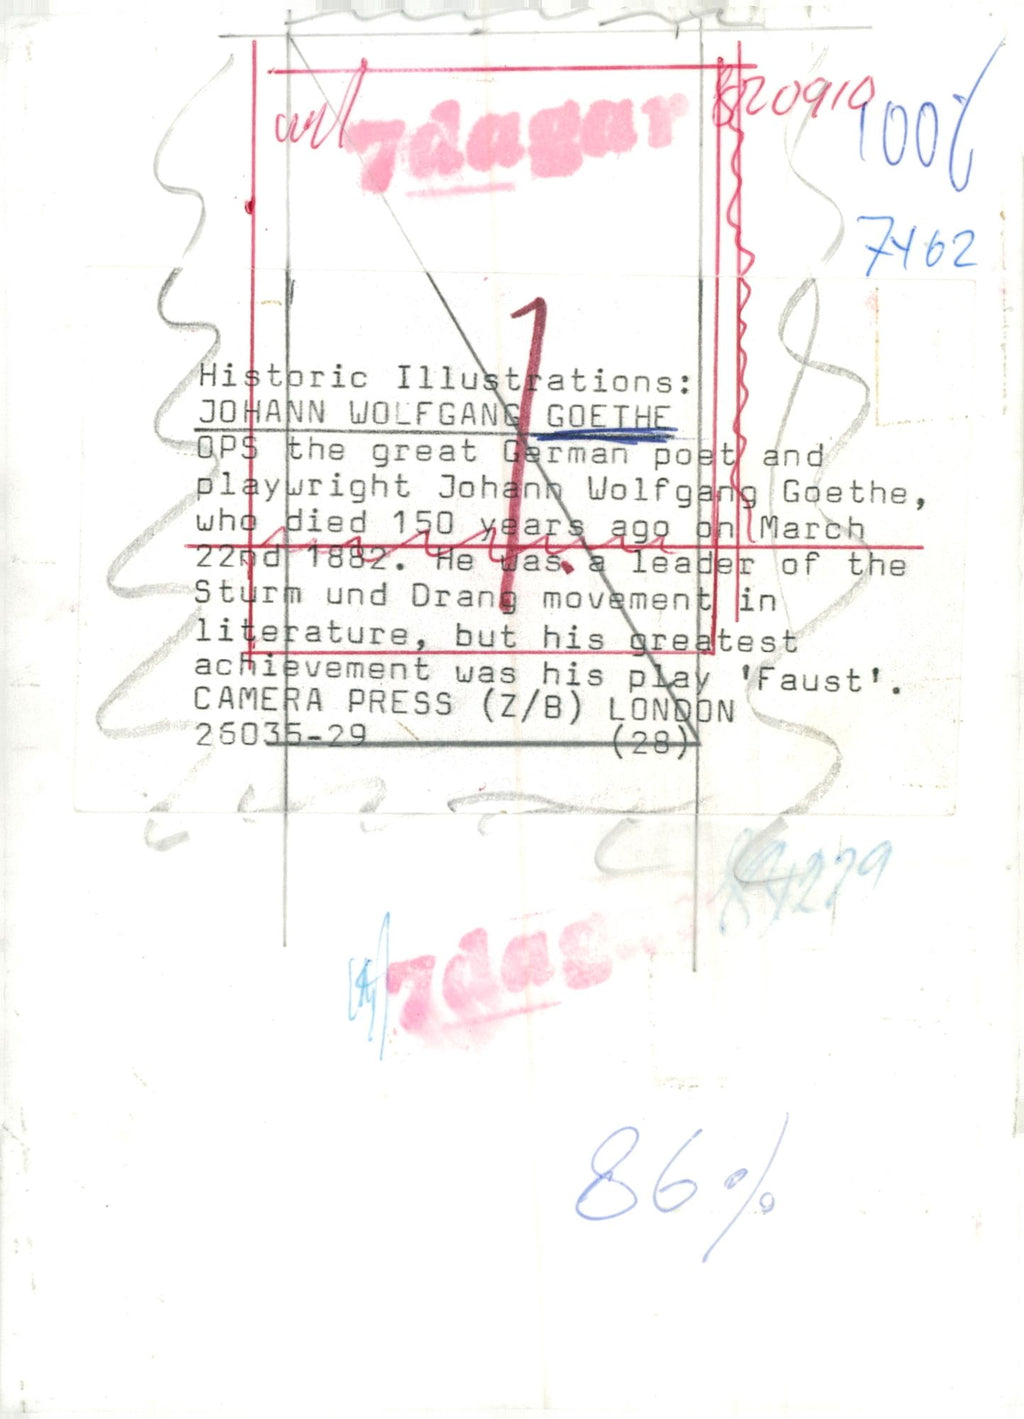 7dagar
820910
100%
7462
1
Historic Illustrations:
JOHANN WOLFGANG GOETHE
OPS the great German poet and
playwright Johann Wolfgang Goethe,
who died 150 years ago on March
22nd 1882. He was a leader of the
Sturm und Drang movement in
literature, but his greatest
achievement was his play 'Faust'.
CAMERA PRESS (Z/B) LONDON
26035-29 (28)
7dag
86%